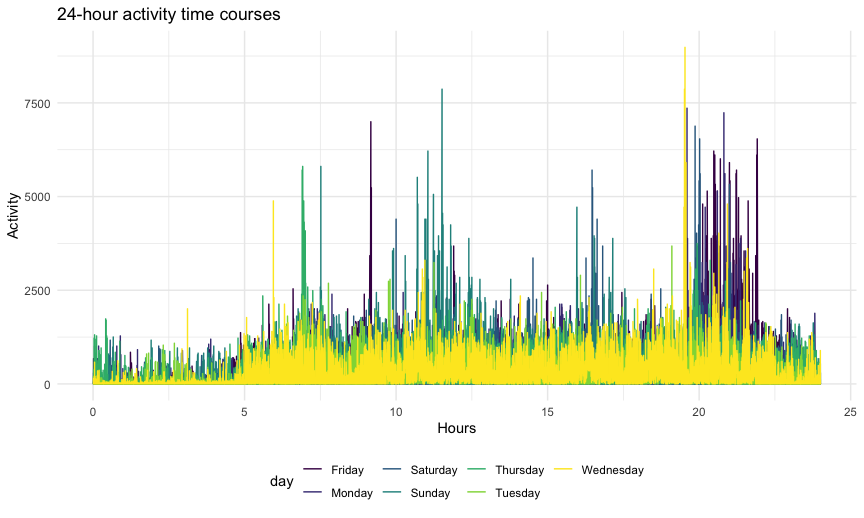 24-hour activity time courses
Activity
7500
5000
2500
0
0 5 10 15 20 25
Hours
day
Friday Saturday Thursday Wednesday
Monday Sunday Tuesday